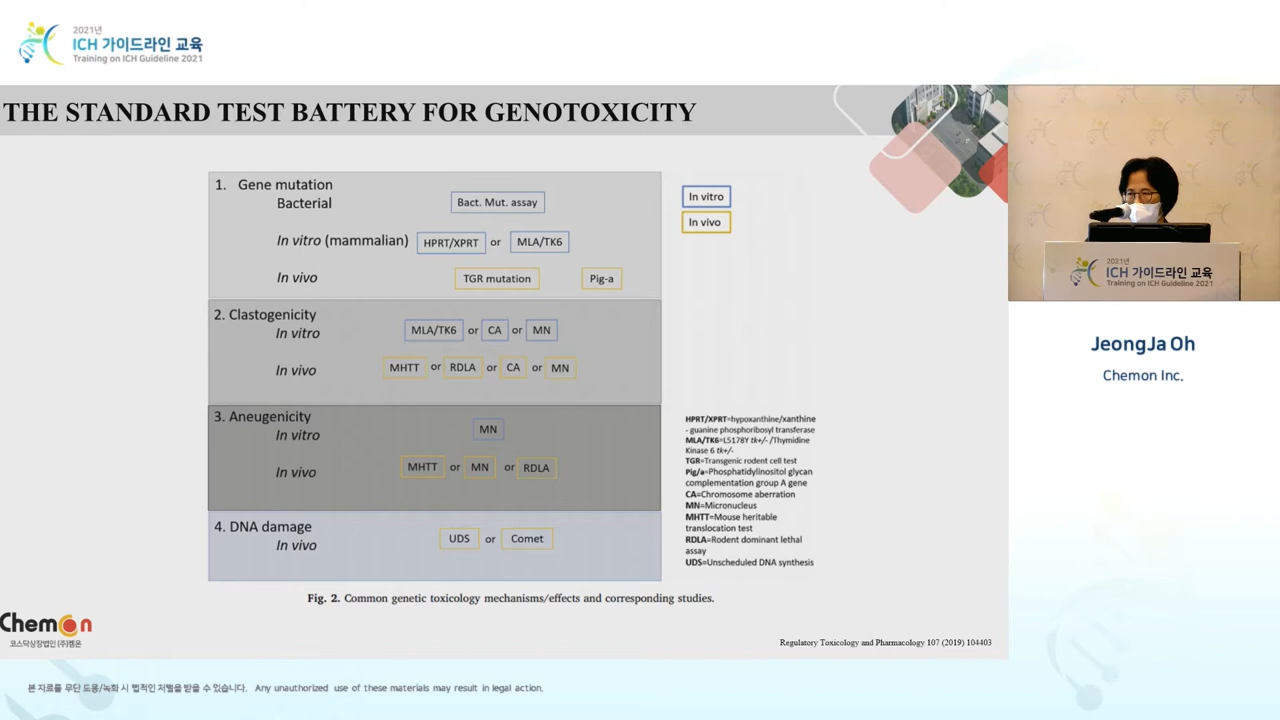 2021년
ICH 가이드라인 교육
Training on ICH Guideline 2021
THE STANDARD TEST BATTERY FOR GENOTOXICITY
1. Gene mutation
Bacterial
Bact. Mut. assay
In vitro (mammalian)
HPRT/XPRT or MLA/TK6
In vivo
TGR mutation
Pig-a
In vitro
In vivo
2. Clastogenicity
In vitro
MLA/TK6 or CA or MN
In vivo
MHTT or RDLA or CA or MN
3. Aneugenicity
In vitro
MN
In vivo
MHTT or MN or RDLA
4. DNA damage
In vivo
UDS or Comet
HPRT/XPRT=hypoxanthine/xanthine
- guanine phosphoribosyl transferase
MLA/TK6=L5178Y tk+/- /Thymidine
Kinase 6 tk+/-
TGR=Transgenic rodent cell test
Pig/a=Phosphatidylinositol glycan
complementation group A gene
CA=Chromosome aberration
MN=Micronucleus
MHTT=Mouse heritable
translocation test
RDLA=Rodent dominant lethal
assay
UDS=Unscheduled DNA synthesis
Fig. 2. Common genetic toxicology mechanisms/effects and corresponding studies.
Chemon
코스닥상장법인 (주)켐온
Regulatory Toxicology and Pharmacology 107 (2019) 104403
2021년
ICH 가이드라인 교육
Training on ICH Guideline 2021
JeongJa Oh
Chemon Inc.
본 자료를 무단 도용/녹화 시 법적인 처벌을 받을 수 있습니다. Any unauthorized use of these materials may result in legal action.